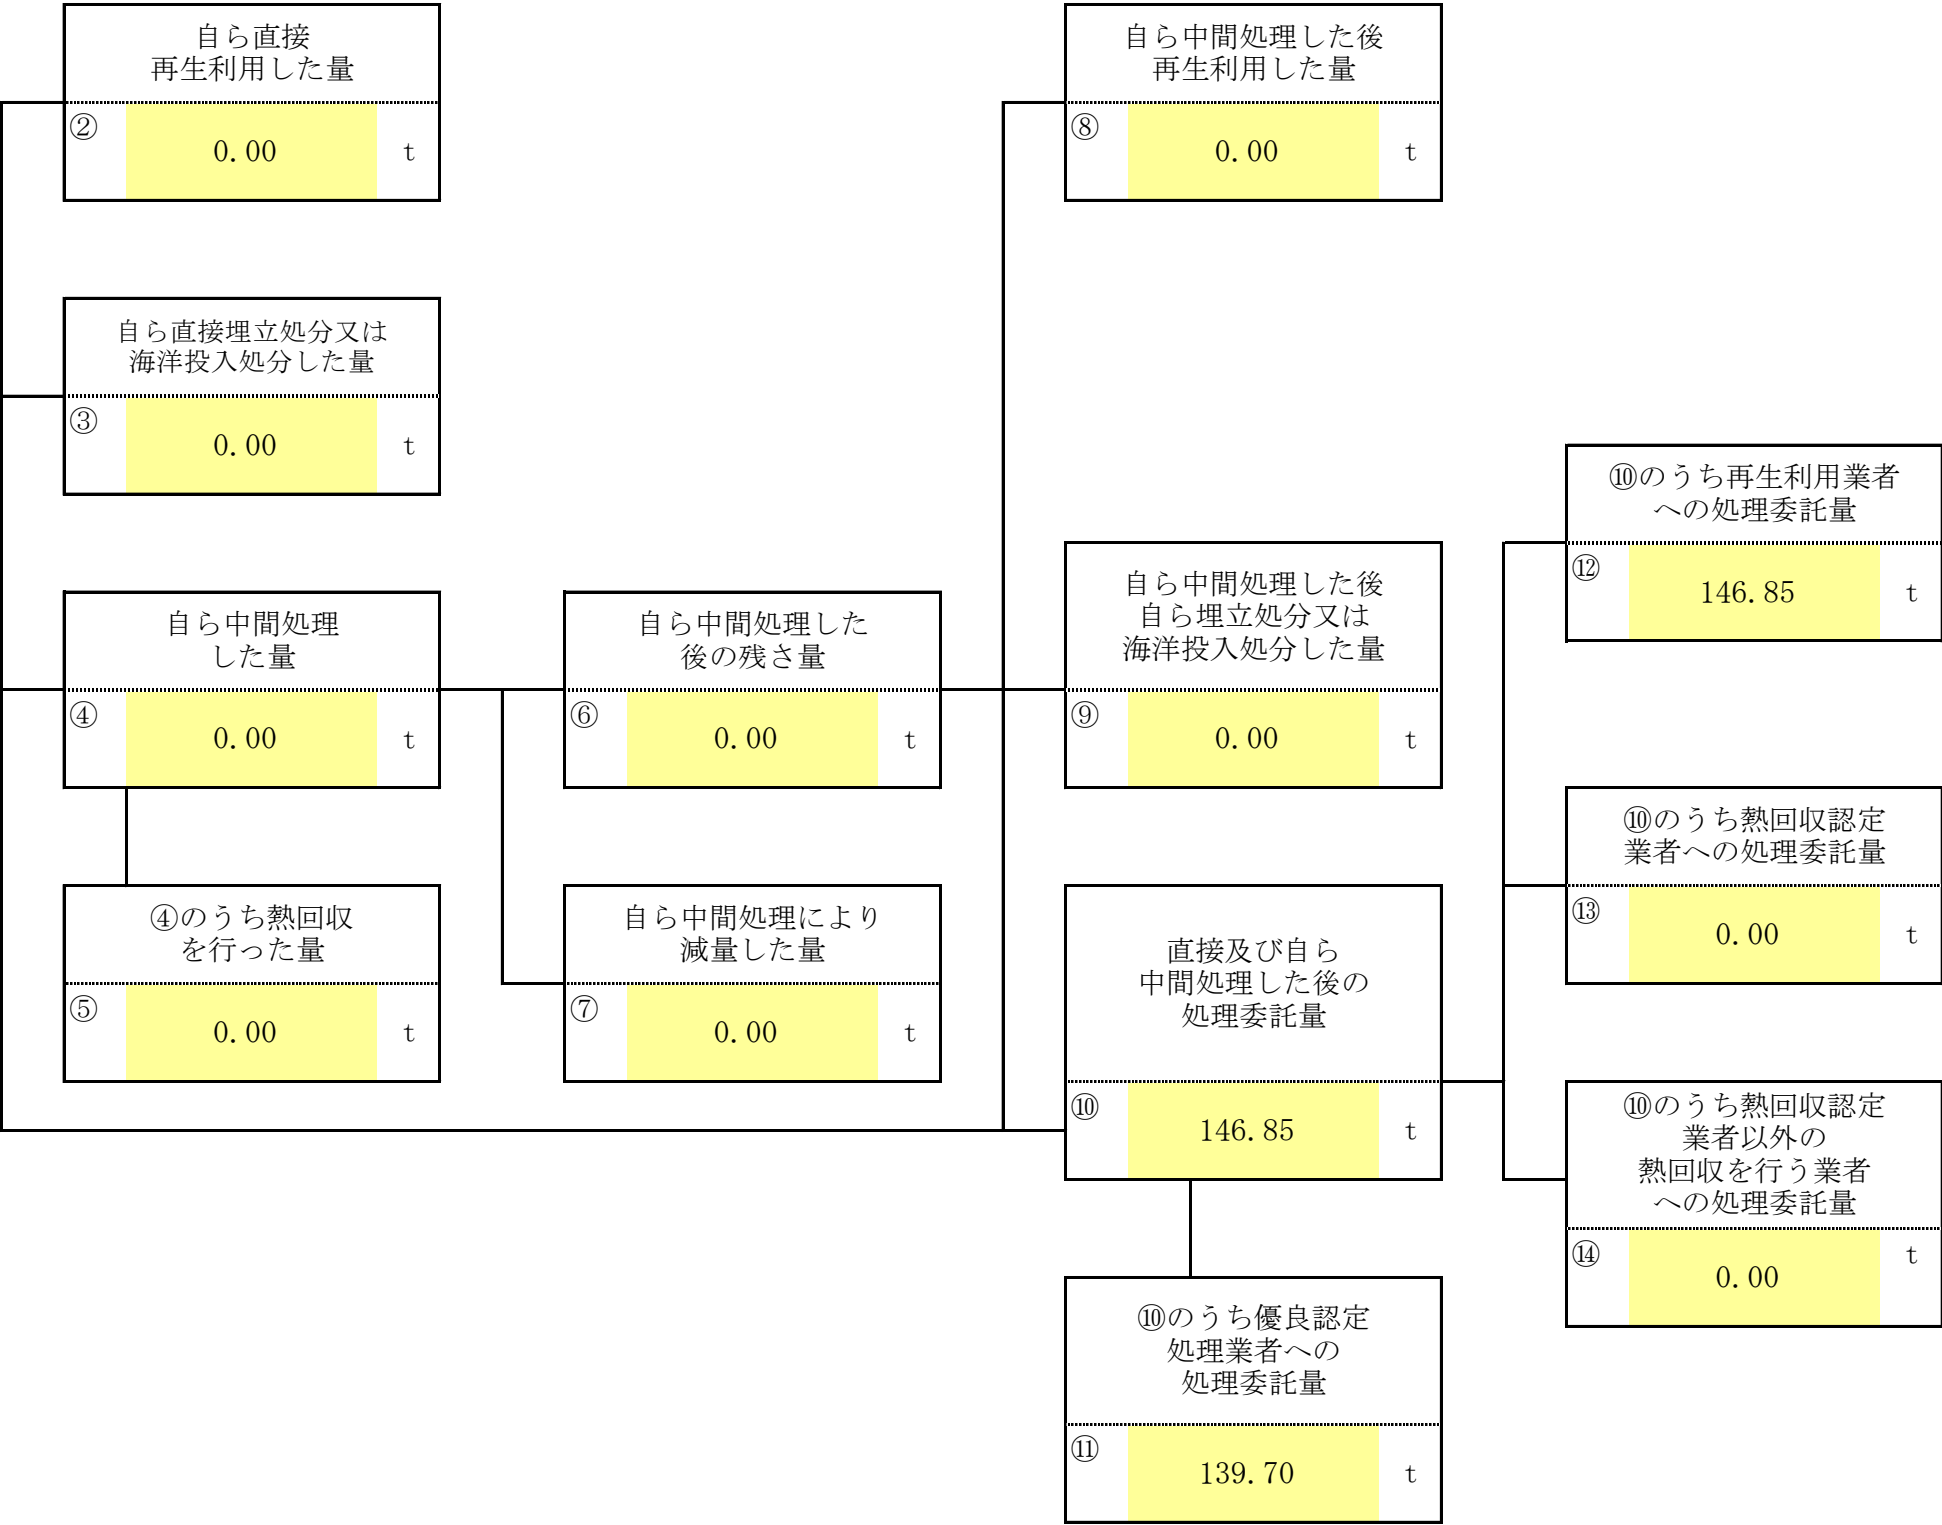 自ら直接
再生利用した量
②
0.00
t
自ら中間処理した後
再生利用した量
⑧
0.00
t
自ら直接埋立処分又は
海洋投入処分した量
③
0.00
t
⑩のうち再生利用業者
への処理委託量
⑫
146.85
t
自ら中間処理
した量
④
0.00
t
自ら中間処理した
後の残さ量
⑥
0.00
t
自ら中間処理した後
自ら埋立処分又は
海洋投入処分した量
⑨
0.00
t
⑩のうち熱回収認定
業者への処理委託量
⑬
0.00
t
④のうち熱回収
を行った量
⑤
0.00
t
自ら中間処理により
減量した量
⑦
0.00
t
直接及び自ら
中間処理した後の
処理委託量
⑩
146.85
t
⑩のうち熱回収認定
業者以外の
熱回収を行う業者
への処理委託量
⑭
0.00
t
⑩のうち優良認定
処理業者への
処理委託量
⑪
139.70
t